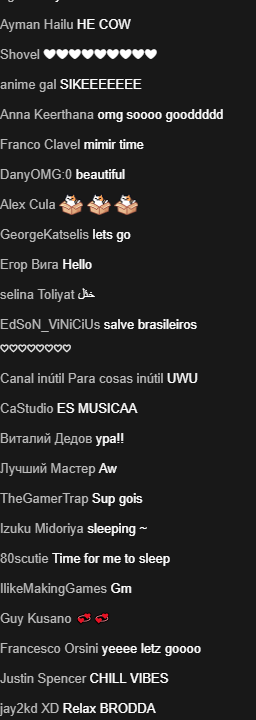 Ayman Hailu HE COW
Shovel ♥♥♥♥♥♥♥♥♥
anime gal SIKEEEEEEE
Anna Keerthana omg soooo gooddddd
Franco Clavel mimir time
DanyOMG:0 beautiful
Alex Cula
GeorgeKatselis lets go
Егор Вига Hello
selina Toliyat
EdSoN_ViNiCiUs salve brasileiros
♡♡♡♡♡♡♡♡
Canal inútil Para cosas inútil UWU
CaStudio ES MUSICAA
Виталий Дедов ура!!
Лучший Мастер Aw
TheGamerTrap Sup gois
Izuku Midoriya sleeping ~
80scutie Time for me to sleep
IlikeMakingGames Gm
Guy Kusano
Francesco Orsini yeeee letz goooo
Justin Spencer CHILL VIBES
jay2kd XD Relax BRODDA